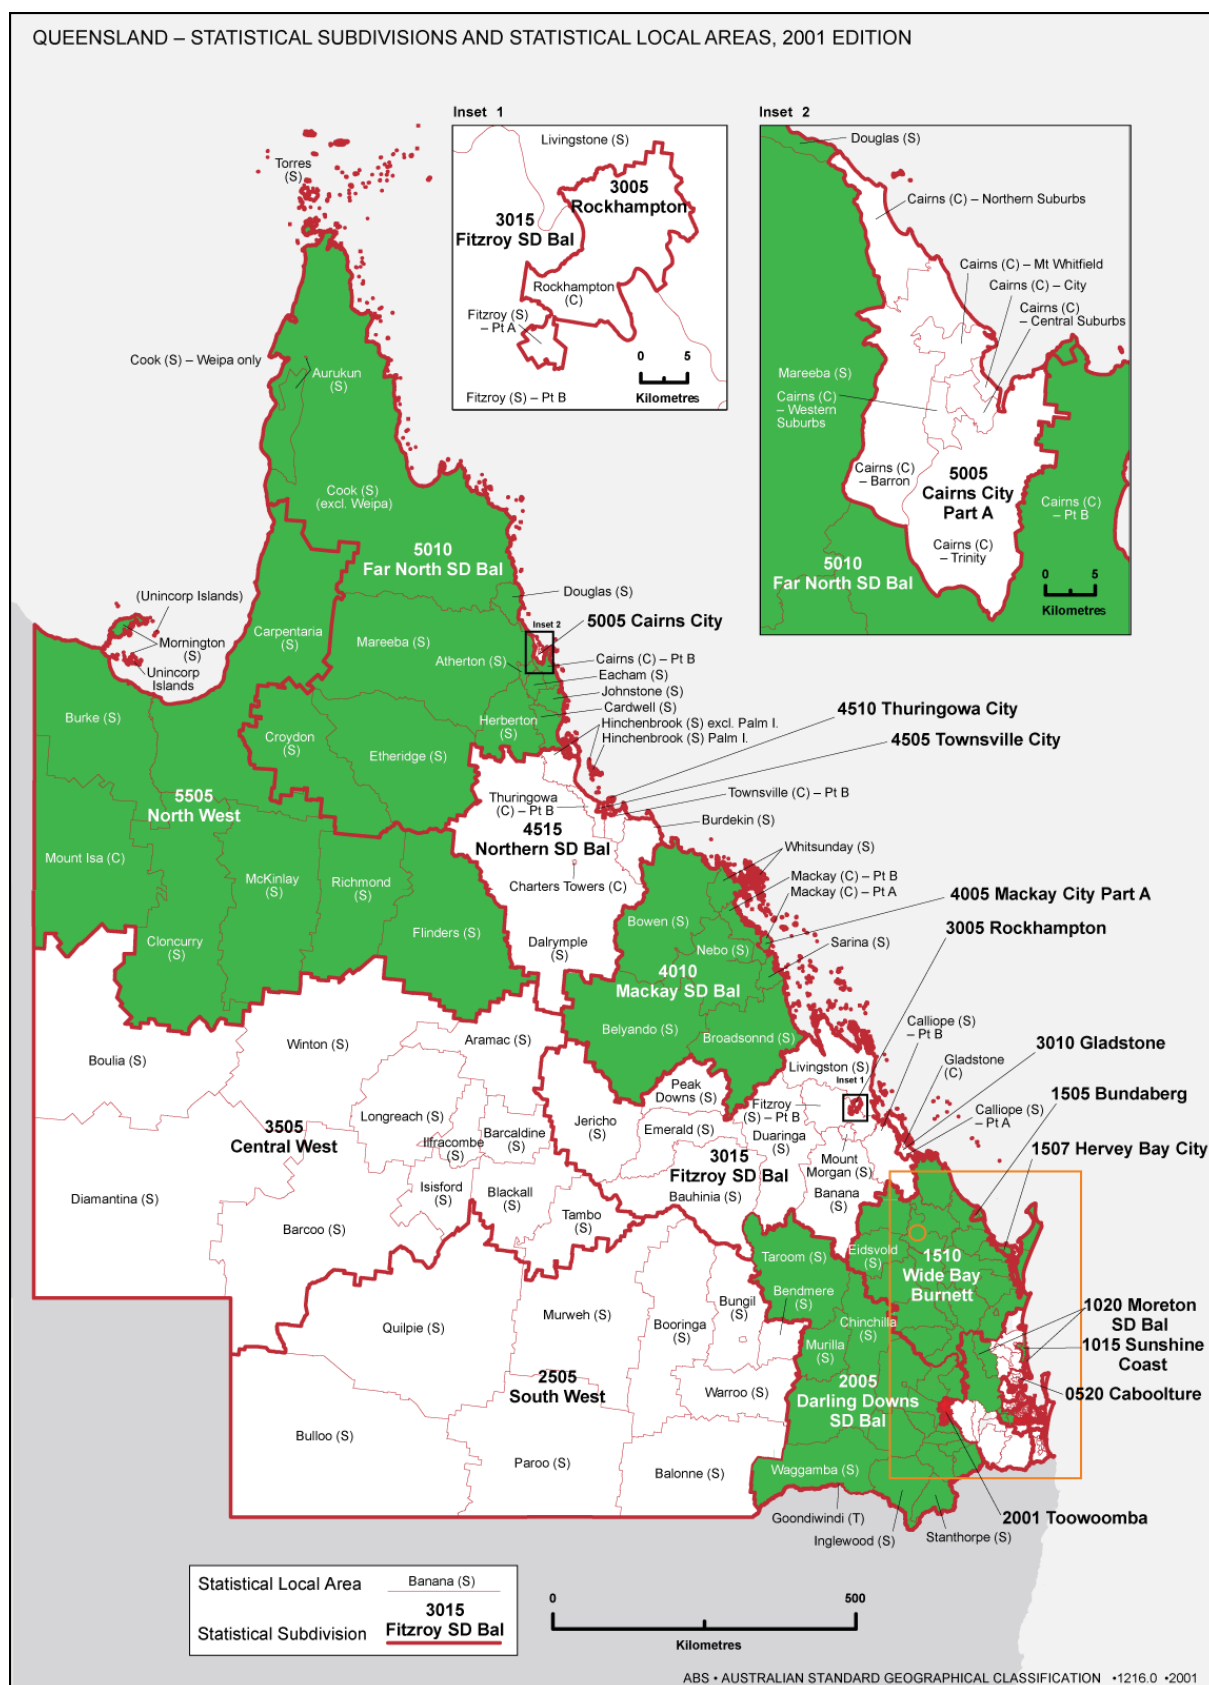 QUEENSLAND – STATISTICAL SUBDIVISIONS AND STATISTICAL LOCAL AREAS, 2001 EDITION
Inset 1
Livingstone (S)
3005
Rockhampton
3015
Fitzroy SD Bal
Rockhampton
(C)
Fitzroy (S)
– Pt A
0 5
Kilometres
Fitzroy (S) – Pt B
Inset 2
Douglas (S)
Cairns (C) – Northern Suburbs
Cairns (C) – Mt Whitfield
Cairns (C) – City
Cairns (C)
– Central Suburbs
Mareeba (S)
Cairns (C)
– Western
Suburbs
Cairns (C)
– Barron
5005
Cairns City
Part A
Cairns (C)
– Pt B
Cairns (C)
– Trinity
5010
Far North SD Bal
0 5
Kilometres
Torres
(S)
Cook (S) – Weipa only
Aurukun
(S)
Cook (S)
(excl. Weipa)
5010
Far North SD Bal
Douglas (S)
(Unincorp Islands)
Mornington
(S)
Unincorp
Islands
Carpentaria
(S)
Mareeba (S)
Inset 2
5005 Cairns City
Atherton (S)
Cairns (C) – Pt B
Eacham (S)
Johnstone (S)
Cardwell (S)
Hinchenbrook (S) excl. Palm I.
Hinchenbrook (S) Palm I.
Burke (S)
Croydon
(S)
Etheridge (S)
Herberton
(S)
4510 Thuringowa City
4505 Townsville City
5505
North West
Thuringowa
(C) – Pt B
Townsville (C) – Pt B
Burdekin (S)
4515
Northern SD Bal
Whitsunday (S)
Mount Isa (C)
McKinlay
(S)
Richmond
(S)
Charters Towers (C)
Mackay (C) – Pt B
Mackay (C) – Pt A
4005 Mackay City Part A
Cloncurry
(S)
Flinders (S)
Dalrymple
(S)
Bowen (S)
Nebo (S)
Sarina (S)
3005 Rockhampton
4010
Mackay SD Bal
Belyando (S)
Broadsonnd (S)
Calliope (S)
– Pt B
3010 Gladstone
Gladstone
(C)
Boulia (S)
Winton (S)
Aramac (S)
Livingston (S)
Inset 1
1505 Bundaberg
Peak
Downs (S)
Fitzroy
(S) – Pt B
Calliope (S)
– Pt A
3505
Central West
Longreach (S)
Ilfracombe
(S)
Barcaldine
(S)
Jericho
(S)
Emerald (S)
Duaringa
(S)
1507 Hervey Bay City
3015
Fitzroy SD Bal
Mount
Morgan (S)
Diamantina (S)
Isisford
(S)
Blackall
(S)
Bauhinia (S)
Banana
(S)
Barcoo (S)
Tambo
(S)
Taroom (S)
Eidsvold
(S)
1510
Wide Bay
Burnett
Bendmere
(S)
1020 Moreton
SD Bal
Quilpie (S)
Murweh (S)
Booringa
(S)
Bungil
(S)
Chinchilla
(S)
Murilla
(S)
1015 Sunshine
Coast
2505
South West
Warroo (S)
2005
Darling Downs
SD Bal
0520 Caboolture
Bulloo (S)
Paroo (S)
Balonne (S)
Waggamba (S)
Goondiwindi (T)
Inglewood (S)
Stanthorpe (S)
2001 Toowoomba
Statistical Local Area
Banana (S)
Statistical Subdivision
3015
Fitzroy SD Bal
0 500
Kilometres
ABS • AUSTRALIAN STANDARD GEOGRAPHICAL CLASSIFICATION •1216.0 •2001